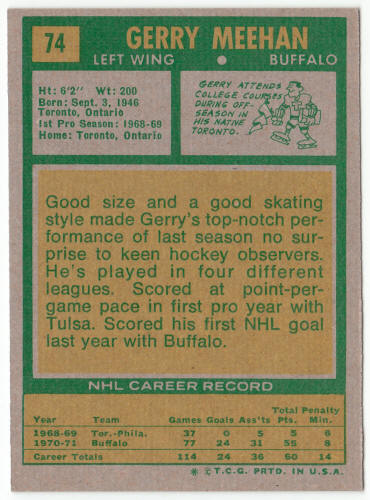 74
GERRY MEEHAN
LEFT WING • BUFFALO
Ht: 6'2" Wt: 200
Born: Sept. 3, 1946
Toronto, Ontario
1st Pro Season: 1968-69
Home: Toronto, Ontario
GERRY ATTENDS
COLLEGE COURSES
DURING OFF-
SEASON IN
HIS NATIVE
TORONTO.
Good size and a good skating
style made Gerry's top-notch per-
formance of last season no sur-
prise to keen hockey observers.
He's played in four different
leagues. Scored at point-per-
game pace in first pro year with
Tulsa. Scored his first NHL goal
last year with Buffalo.
NHL CAREER RECORD
Total Penalty
Year Team Games Goals Ass'ts Pts. Min.
1968-69 Tor.-Phila. 37 0 5 5 6
1970-71 Buffalo 77 24 31 55 8
Career Totals 114 24 36 60 14
* © T.C.G. PRTD. IN U.S.A.